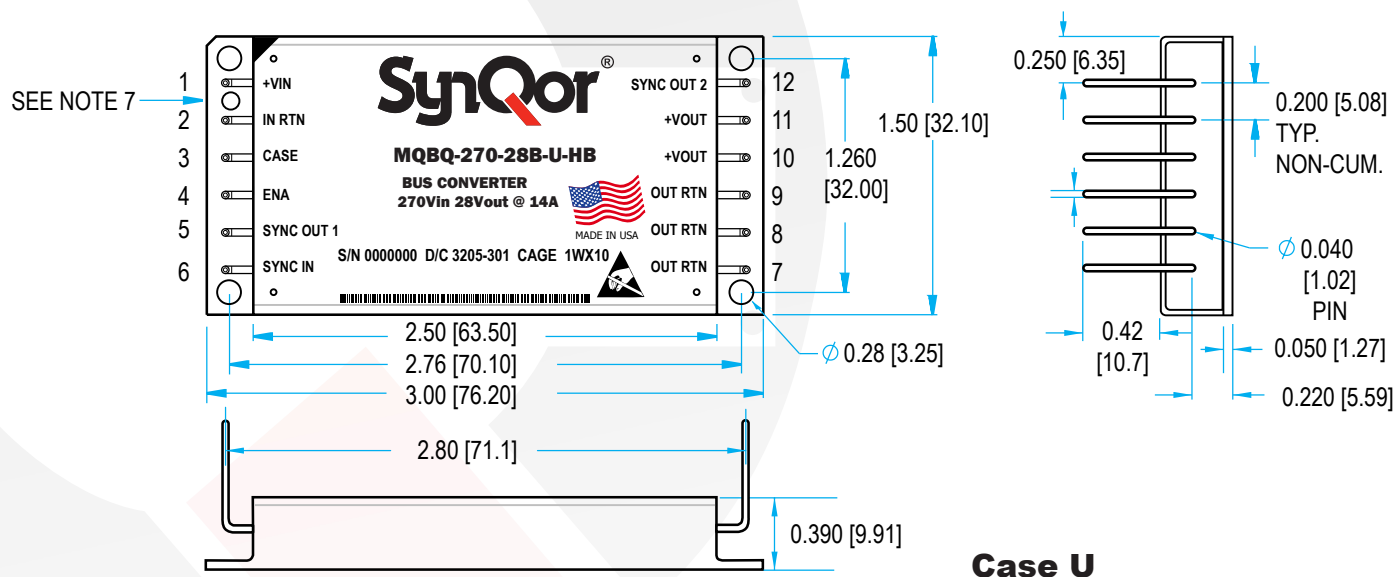 SEE NOTE 7
1
2
3
4
5
6
+VIN
IN RTN
CASE
ENA
SYNC OUT 1
SYNC IN
SynQor®
MQBQ-270-28B-U-HB
BUS CONVERTER
270Vin 28Vout @ 14A
MADE IN USA
S/N 0000000 D/C 3205-301 CAGE 1WX10
SYNC OUT 2
+VOUT
+VOUT
OUT RTN
OUT RTN
OUT RTN
12
11
10
9
8
7
1.260
[32.00]
1.50 [32.10]
2.50 [63.50]
2.76 [70.10]
3.00 [76.20]
∅ 0.28 [3.25]
0.250 [6.35]
0.200 [5.08]
TYP.
NON-CUM.
∅ 0.040
[1.02]
PIN
0.42
[10.7]
0.050 [1.27]
0.220 [5.59]
2.80 [71.1]
0.390 [9.91]
Case U